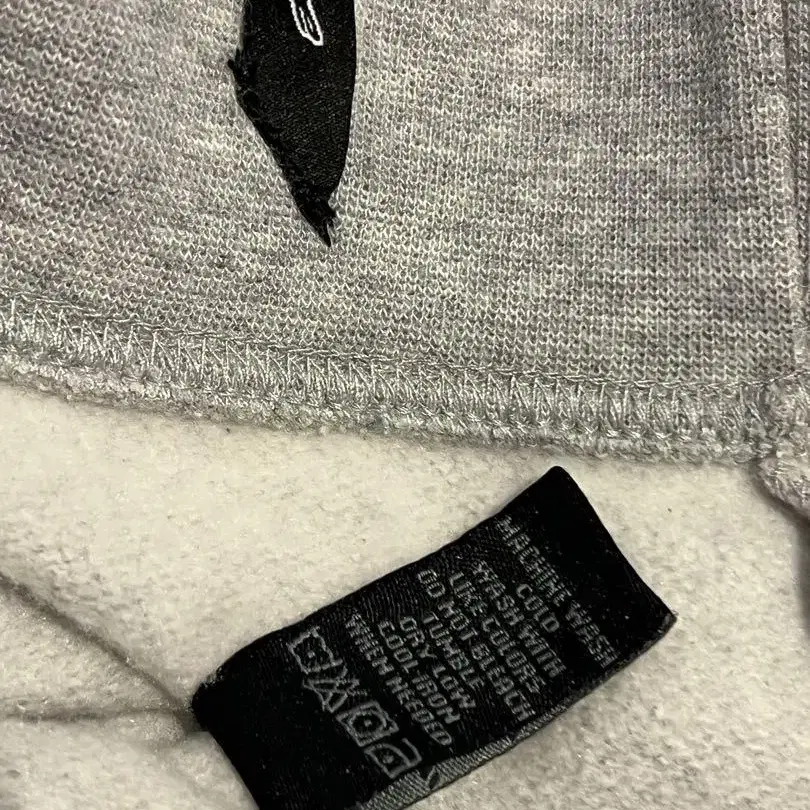 MACHINE WASH
COLD
WASH WITH
LIKE COLORS
DO NOT BLEACH
TUMBLE
DRY LOW
COOL IRON
WHEN NEEDED